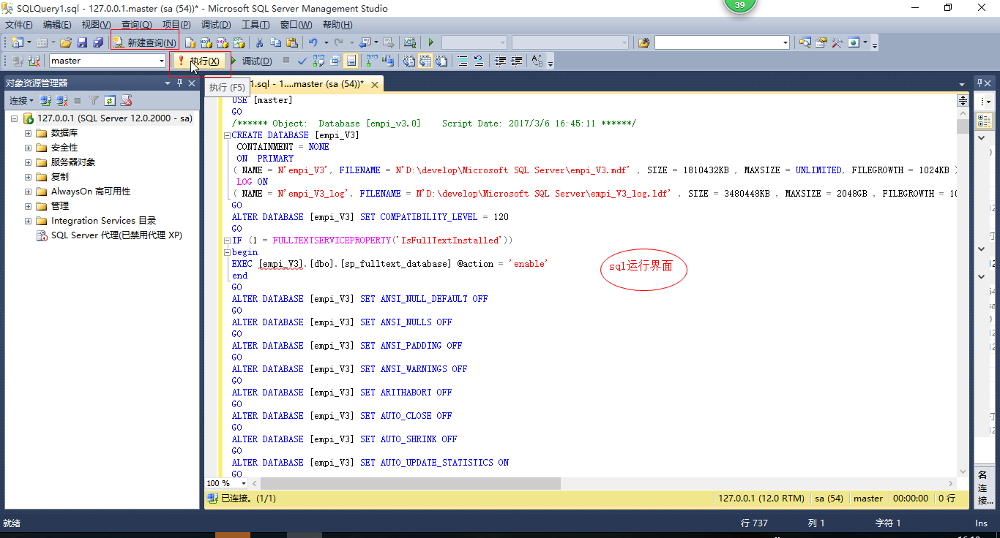 SQLQuery1.sql - 127.0.0.1.master (sa (54))* - Microsoft SQL Server Management Studio
39
文件(F) 编辑(E) 视图(V) 查询(Q) 项目(P) 调试(D) 工具(T) 窗口(W) 帮助(H)
新建查询(N)
master 执行(X) 调试(D)
对象资源管理器
执行 (F5)
1.sql - 1....master (sa (54))*
连接
127.0.0.1 (SQL Server 12.0.2000 - sa)
数据库
安全性
服务器对象
复制
AlwaysOn 高可用性
管理
Integration Services 目录
SQL Server 代理(已禁用代理 XP)
USE [master]
GO
/****** Object:  Database [empi_v3.0]    Script Date: 2017/3/6 16:45:11 ******/
CREATE DATABASE [empi_V3]
CONTAINMENT = NONE
ON  PRIMARY
( NAME = N'empi_V3', FILENAME = N'D:\develop\Microsoft SQL Server\empi_V3.mdf' , SIZE = 1810432KB , MAXSIZE = UNLIMITED, FILEGROWTH = 1024KB )
LOG ON
( NAME = N'empi_V3_log', FILENAME = N'D:\develop\Microsoft SQL Server\empi_V3_log.ldf' , SIZE = 3480448KB , MAXSIZE = 2048GB , FILEGROWTH = 10
GO
ALTER DATABASE [empi_V3] SET COMPATIBILITY_LEVEL = 120
GO
IF (1 = FULLTEXTSERVICEPROPERTY('IsFullTextInstalled'))
begin
EXEC [empi_V3].[dbo].[sp_fulltext_database] @action = 'enable'
end
GO
ALTER DATABASE [empi_V3] SET ANSI_NULL_DEFAULT OFF
GO
ALTER DATABASE [empi_V3] SET ANSI_NULLS OFF
GO
ALTER DATABASE [empi_V3] SET ANSI_PADDING OFF
GO
ALTER DATABASE [empi_V3] SET ANSI_WARNINGS OFF
GO
ALTER DATABASE [empi_V3] SET ARITHABORT OFF
GO
ALTER DATABASE [empi_V3] SET AUTO_CLOSE OFF
GO
ALTER DATABASE [empi_V3] SET AUTO_SHRINK OFF
GO
ALTER DATABASE [empi_V3] SET AUTO_UPDATE_STATISTICS ON
GO
sql运行界面
100 %
已连接。(1/1) 127.0.0.1 (12.0 RTM) sa (54) master 00:00:00 0 行
名
连
接...
就绪 行 737 列 1 字符 1 Ins